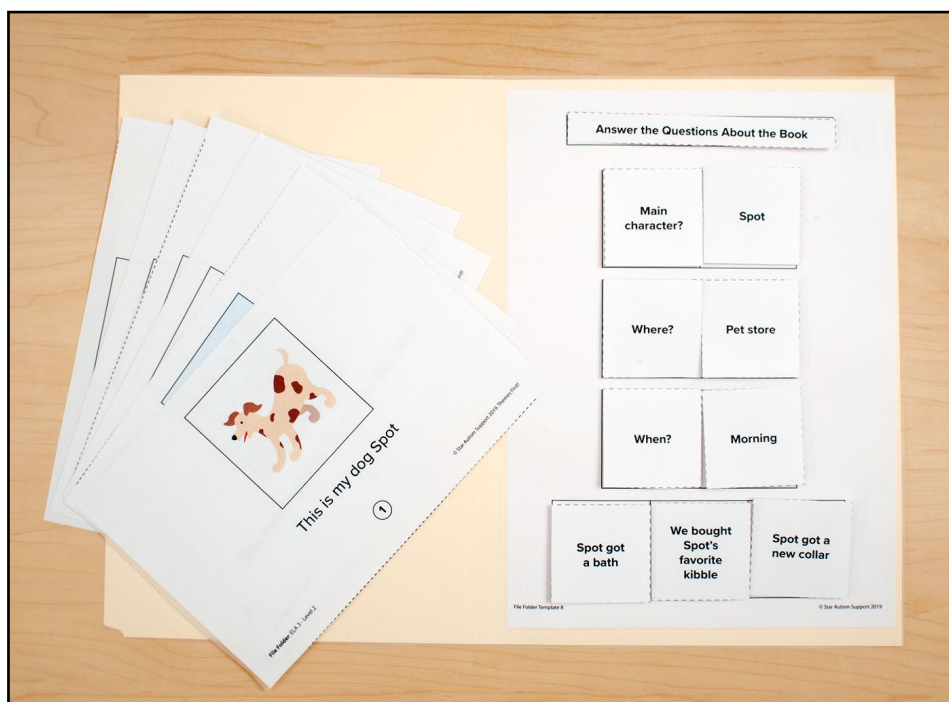 This is my dog Spot
1
File Folder: ELA 3 - Level 2
© Star Autism Support 2019. Themes First!
Answer the Questions About the Book
Main
character?
Spot
Where?
Pet store
When?
Morning
Spot got
a bath
We bought
Spot's
favorite
kibble
Spot got a
new collar
File Folder Template 8
© Star Autism Support 2019